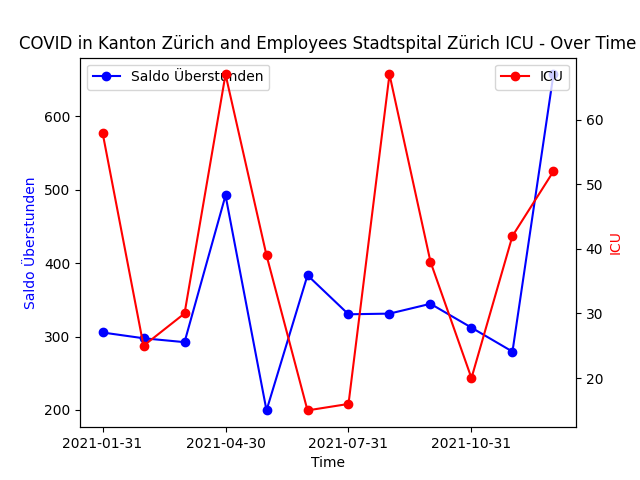 COVID in Kanton Zürich and Employees Stadtspital Zürich ICU - Over Time
Saldo Überstunden
ICU
600
500
400
300
200
Saldo Überstunden
60
50
40
30
20
ICU
2021-01-31
2021-04-30
2021-07-31
2021-10-31
Time